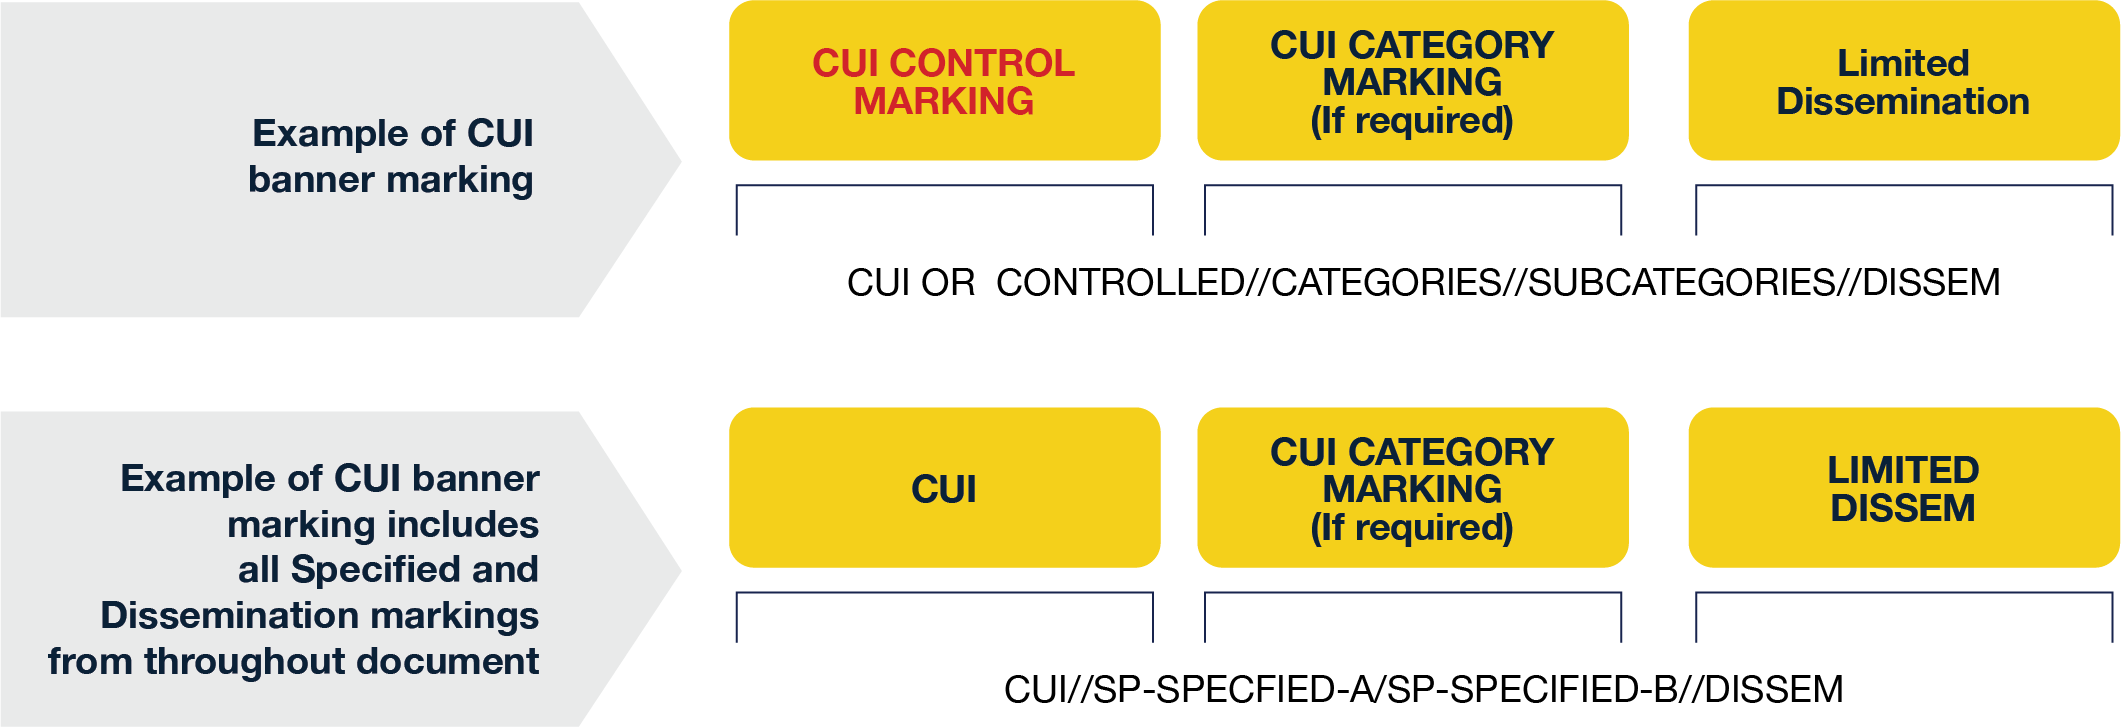 Example of CUI
banner marking
CUI CONTROL
MARKING
CUI CATEGORY
MARKING
(If required)
Limited
Dissemination
CUI OR CONTROLLED//CATEGORIES//SUBCATEGORIES//DISSEM
Example of CUI banner
marking includes
all Specified and
Dissemination markings
from throughout document
CUI
CUI CATEGORY
MARKING
(If required)
LIMITED
DISSEM
CUI//SP-SPECFIED-A/SP-SPECIFIED-B//DISSEM